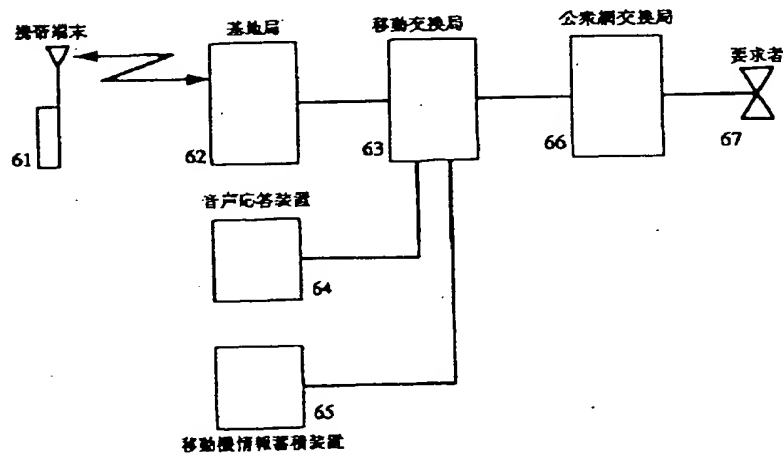 携帯端末
基地局
移動交換局
公衆網交換局
要求者
61
62
63
66
67
音声応答装置
64
65
移動機情報蓄積装置